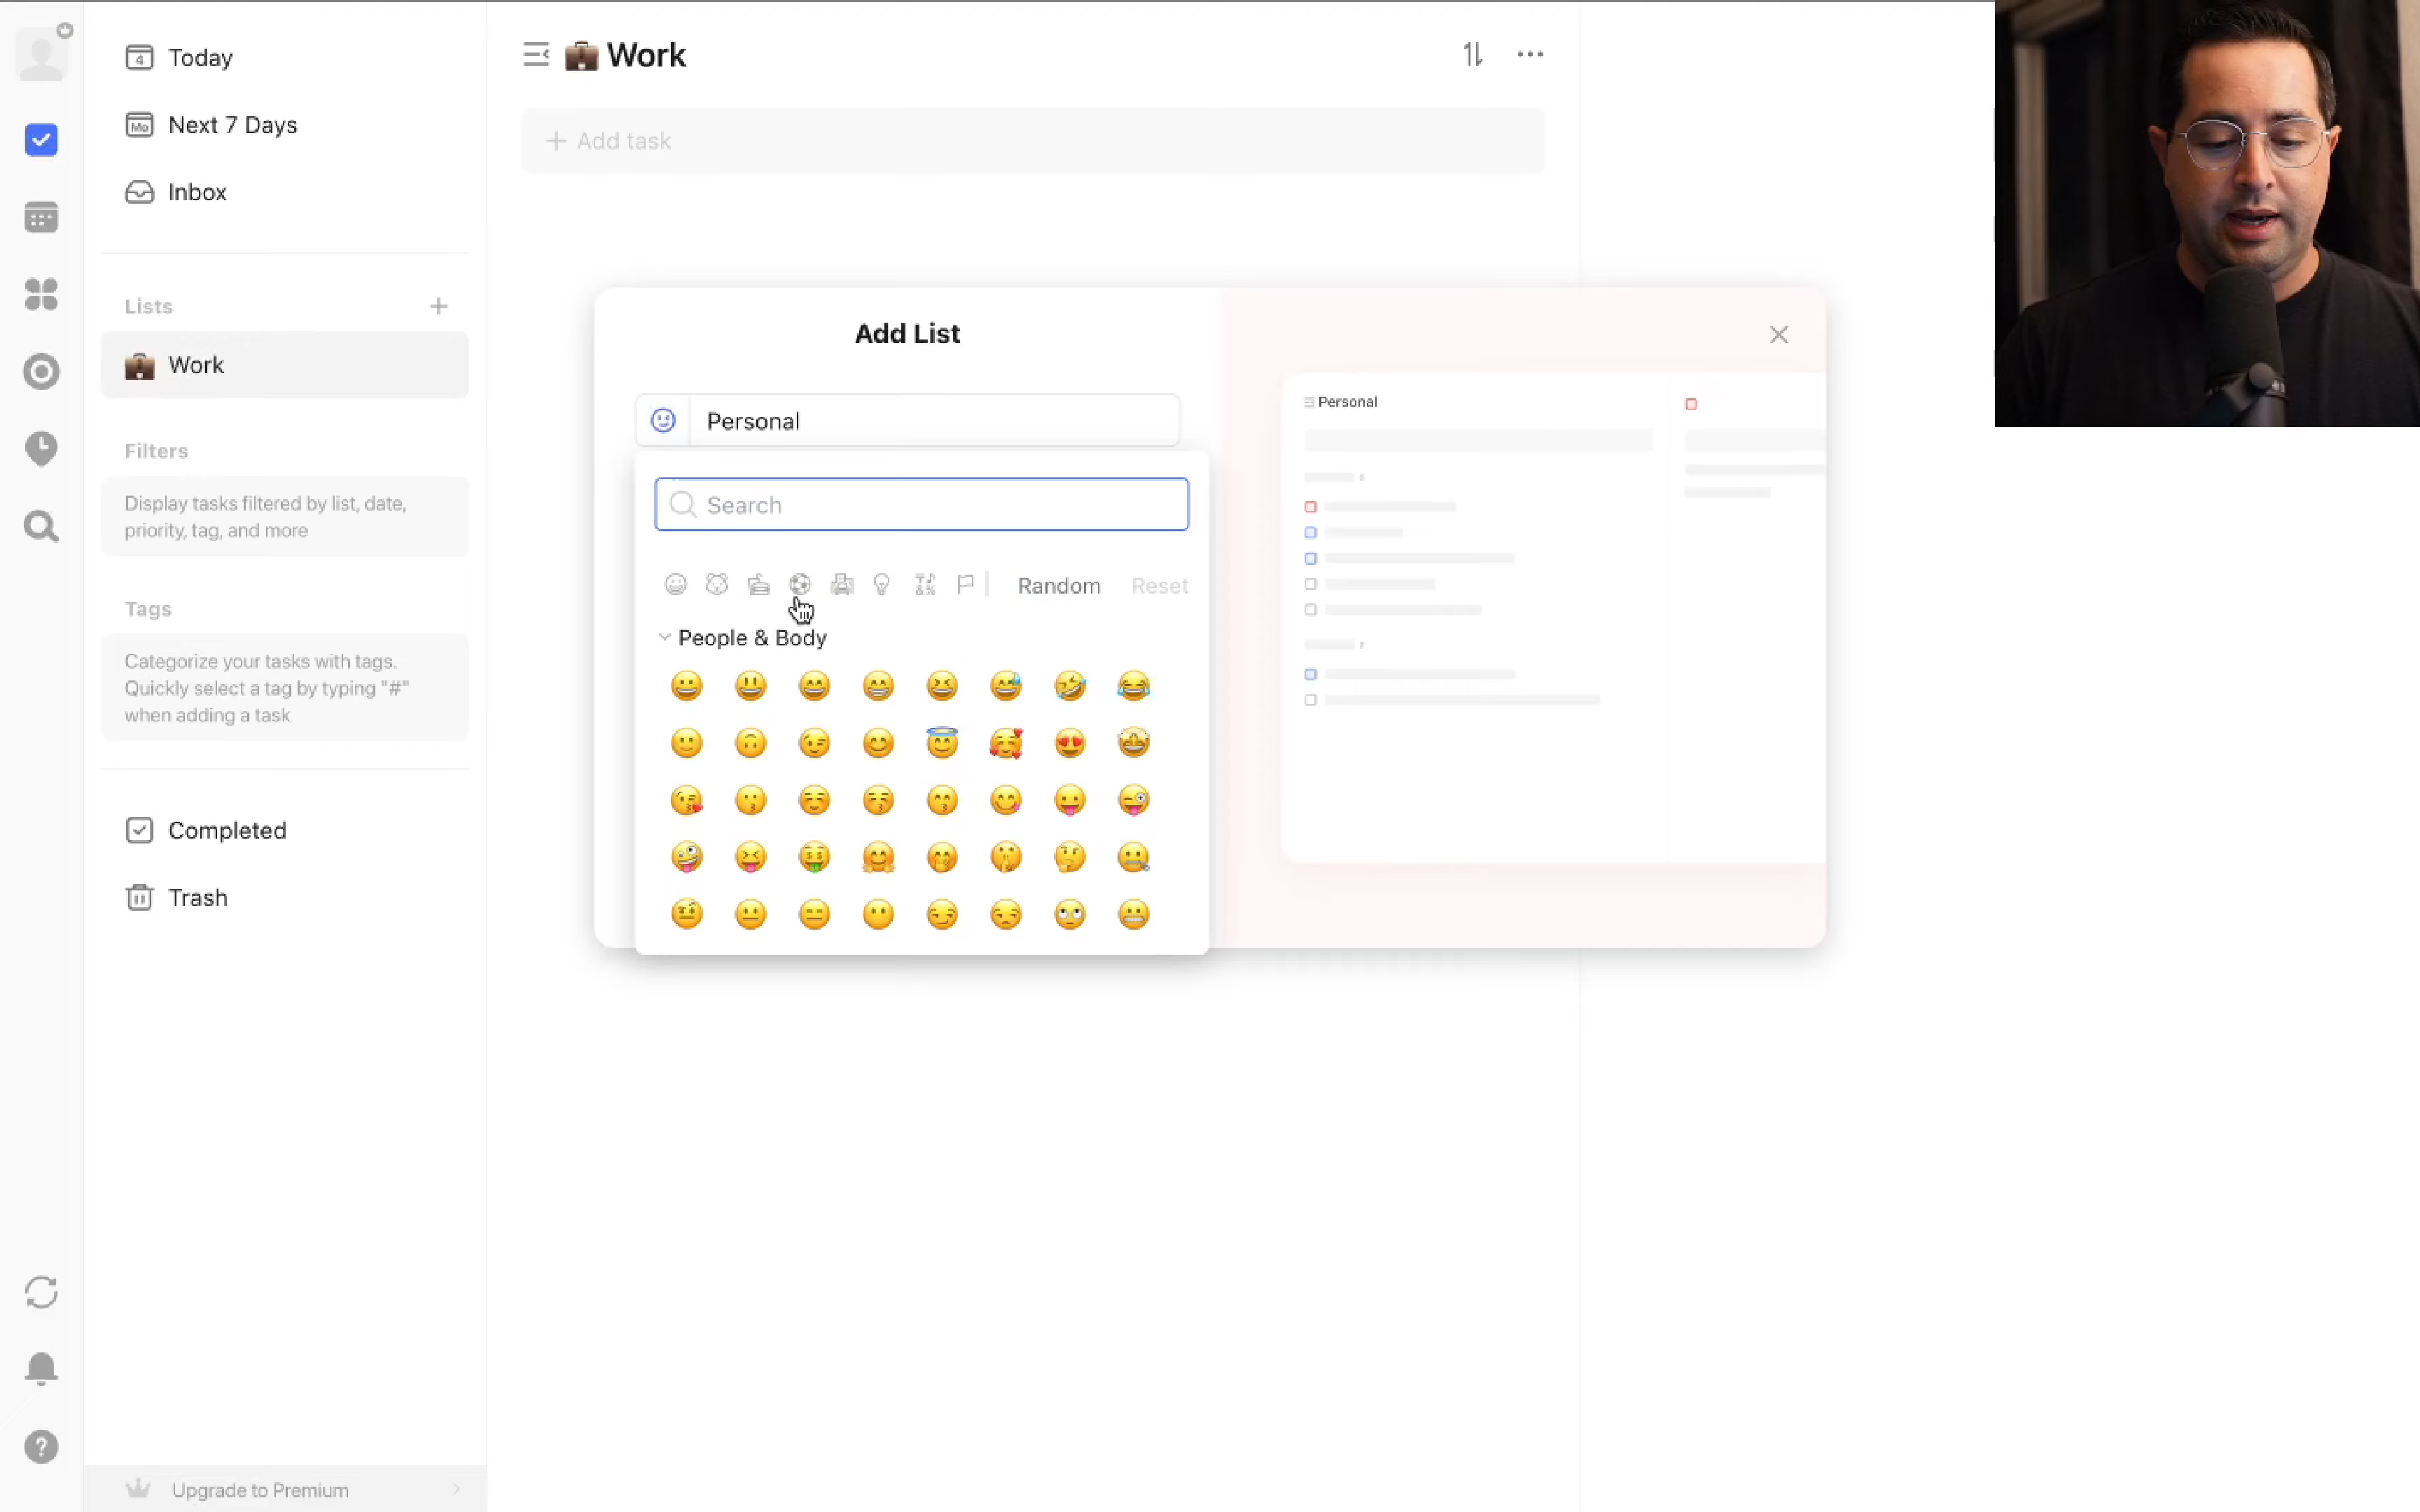 4 Today
Mo Next 7 Days
Inbox
Lists +
Work
Filters
Display tasks filtered by list, date,
priority, tag, and more
Tags
Categorize your tasks with tags.
Quickly select a tag by typing "#"
when adding a task
Completed
Trash
Upgrade to Premium
Work
+ Add task
Add List
Personal
Search
Random Reset
People & Body
Personal